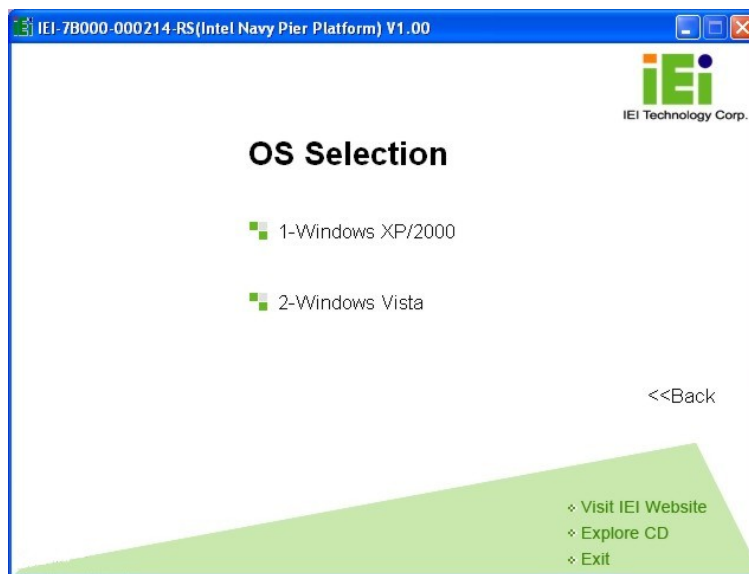 IEI-7B000-000214-RS(Intel Navy Pier Platform) V1.00
iEi
IEI Technology Corp.
OS Selection
1-Windows XP/2000
2-Windows Vista
<<Back
Visit IEI Website
Explore CD
Exit